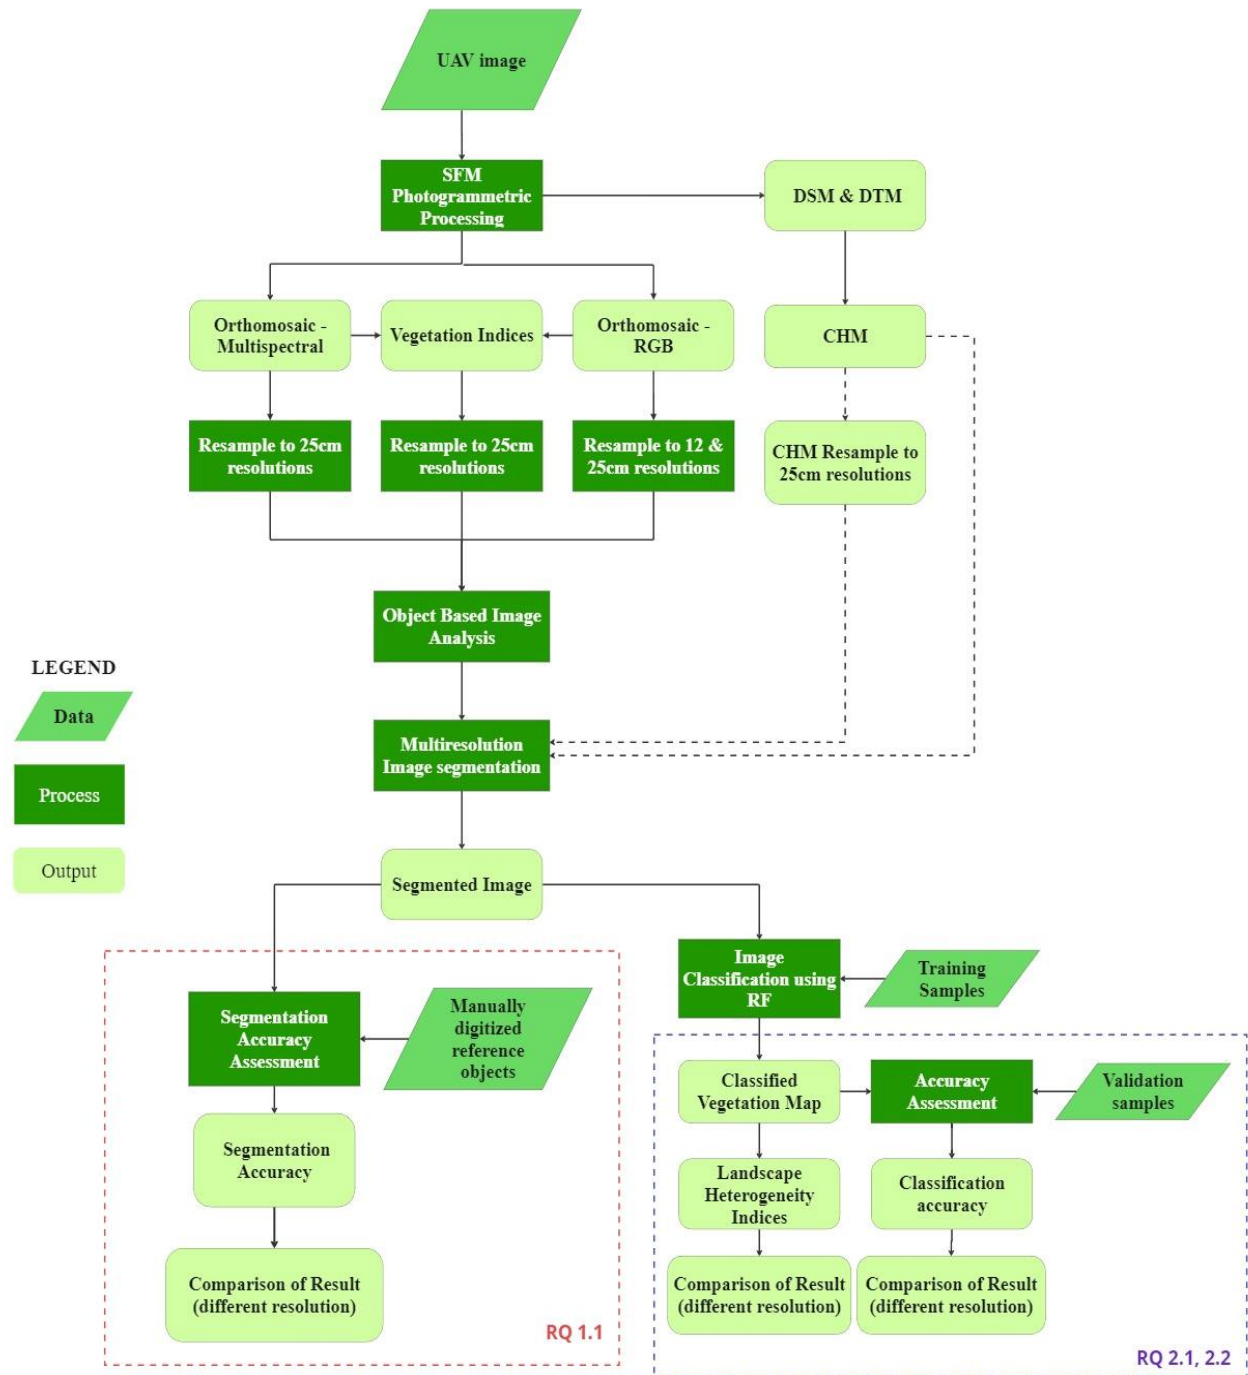 UAV image
SFM
Photogrammetric
Processing
DSM & DTM
Orthomosaic -
Multispectral
Vegetation Indices
Orthomosaic -
RGB
CHM
Resample to 25cm
resolutions
Resample to 25cm
resolutions
Resample to 12 &
25cm resolutions
CHM Resample to
25cm resolutions
Object Based Image
Analysis
LEGEND
Data
Process
Output
Multiresolution
Image segmentation
Segmented Image
Image
Classification using
RF
Training
Samples
Segmentation
Accuracy
Assessment
Manually
digitized
reference
objects
Classified
Vegetation Map
Accuracy
Assessment
Validation
samples
Segmentation
Accuracy
Landscape
Heterogeneity
Indices
Classification
accuracy
Comparison of Result
(different resolution)
Comparison of Result
(different resolution)
Comparison of Result
(different resolution)
RQ 1.1
RQ 2.1, 2.2